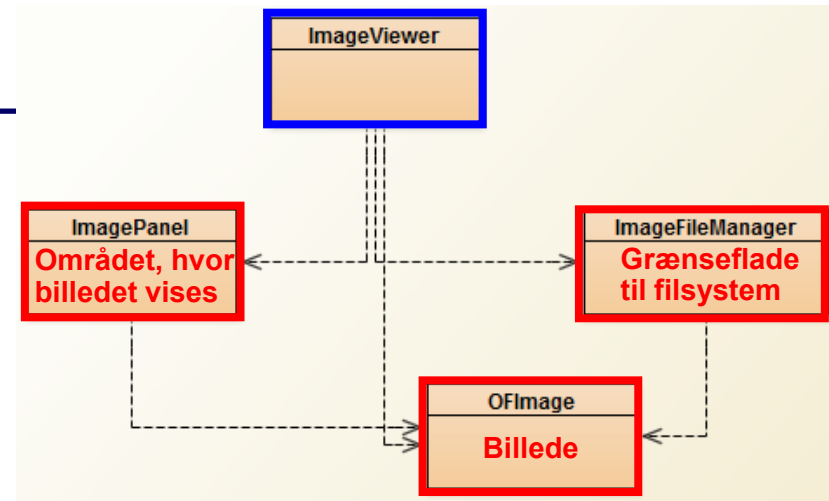 ImageViewer
ImagePanel
Området, hvor
billedet vises
ImageFileManager
Grænseflade
til filsystem
OFImage
Billede